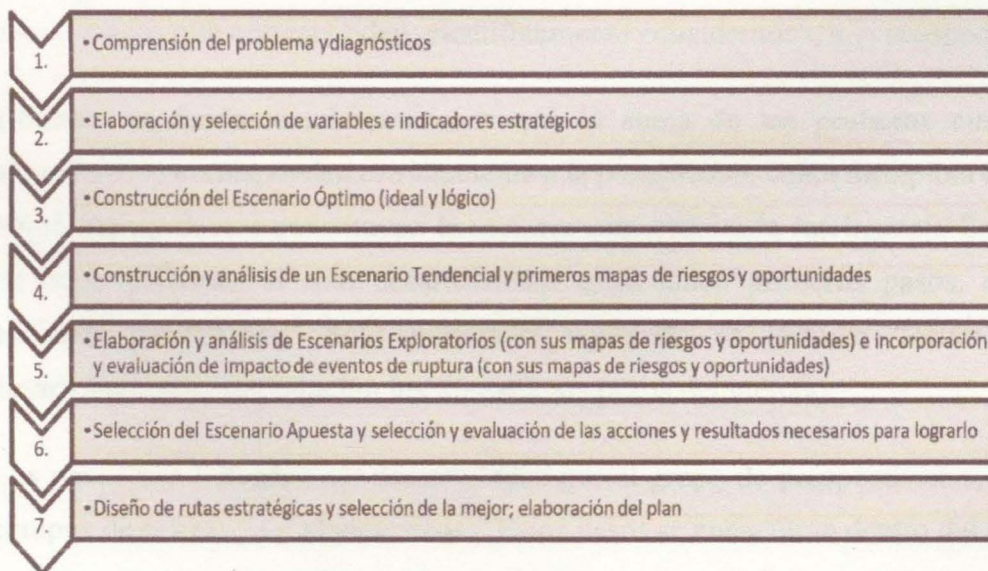 1.
•Comprensión del problema y diagnósticos
2.
•Elaboración y selección de variables e indicadores estratégicos
3.
•Construcción del Escenario Óptimo (ideal y lógico)
4.
•Construcción y análisis de un Escenario Tendencial y primeros mapas de riesgos y oportunidades
5.
•Elaboración y análisis de Escenarios Exploratorios (con sus mapas de riesgos y oportunidades) e incorporación
y evaluación de impacto de eventos de ruptura (con sus mapas de riesgos y oportunidades)
6.
•Selección del Escenario Apuesta y selección y evaluación de las acciones y resultados necesarios para lograrlo
7.
•Diseño de rutas estratégicas y selección de la mejor; elaboración del plan